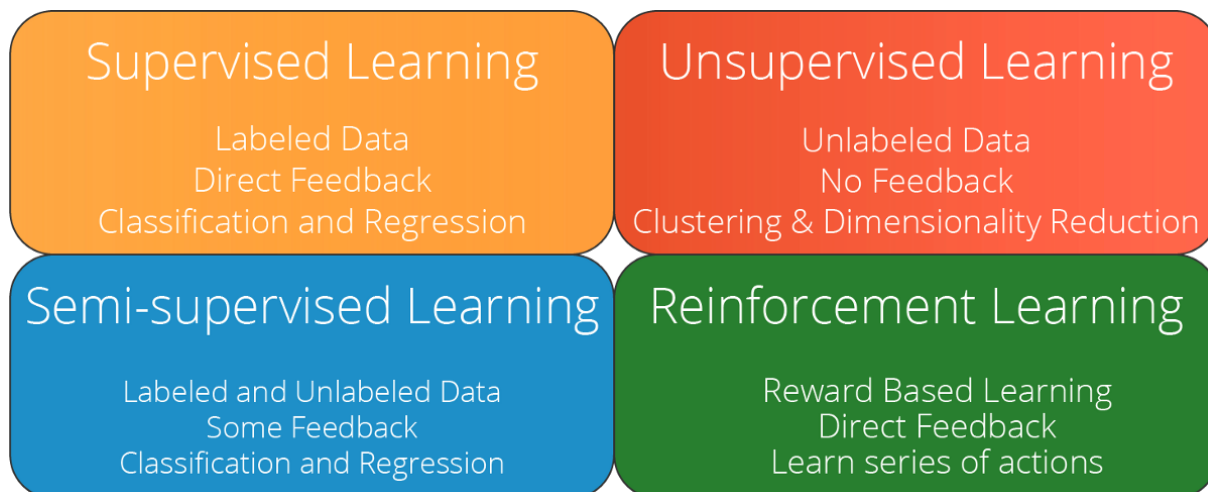 Supervised Learning
Labeled Data
Direct Feedback
Classification and Regression
Unsupervised Learning
Unlabeled Data
No Feedback
Clustering & Dimensionality Reduction
Semi-supervised Learning
Labeled and Unlabeled Data
Some Feedback
Classification and Regression
Reinforcement Learning
Reward Based Learning
Direct Feedback
Learn series of actions